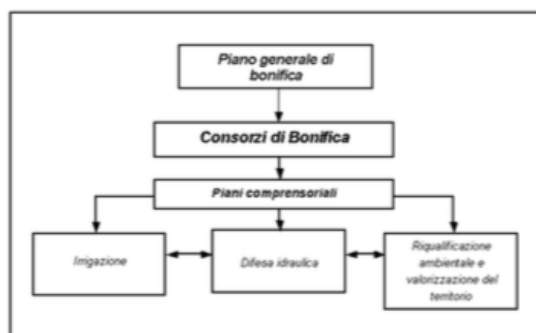 Piano generale di
bonifica
Consorzi di Bonifica
Piani comprensoriali
Irrigazione
Difesa idraulica
Riqualificazione
ambientale e
valorizzazione del
territorio